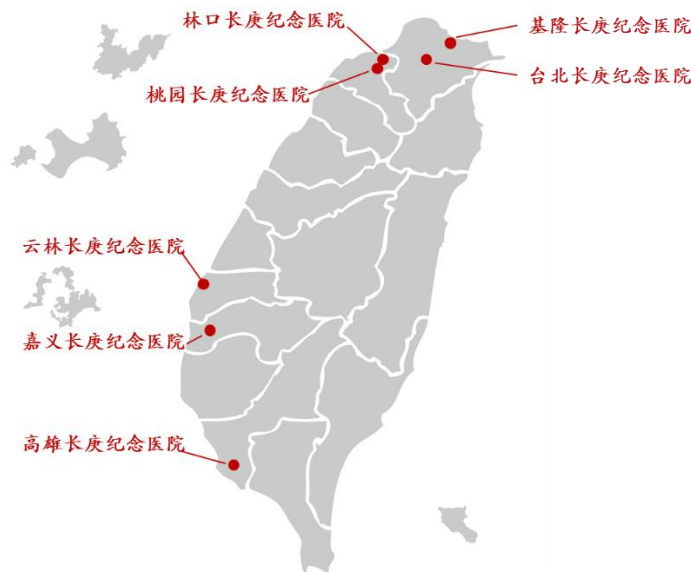 林口长庚纪念医院
基隆长庚纪念医院
台北长庚纪念医院
桃园长庚纪念医院
云林长庚纪念医院
嘉义长庚纪念医院
高雄长庚纪念医院